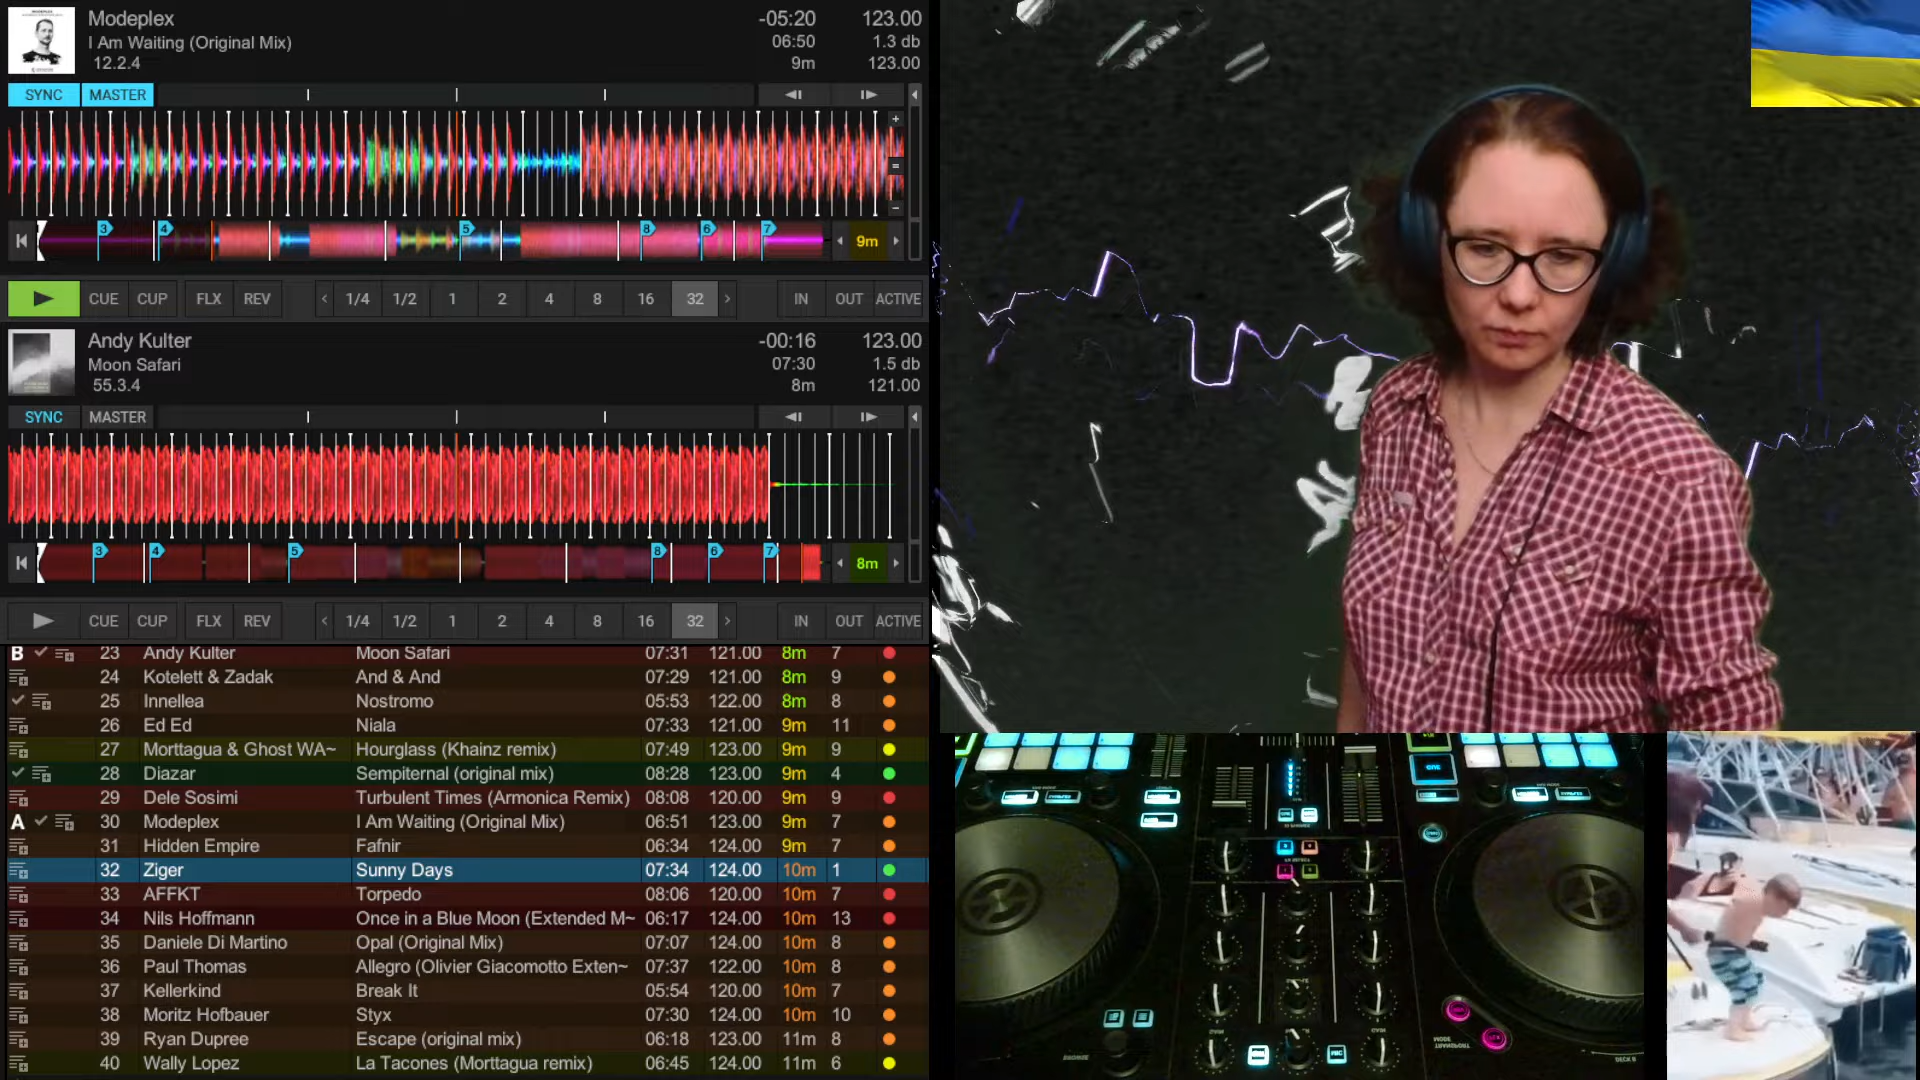 Modeplex -05:20 123.00
I Am Waiting (Original Mix) 06:50 1.3 db
12.2.4 9m 123.00
SYNC MASTER
3 4 5 8 6 7 9m
CUE CUP FLX REV 1/4 1/2 1 2 4 8 16 32 IN OUT ACTIVE
Andy Kulter -00:16 123.00
Moon Safari 07:30 1.5 db
55.3.4 8m 121.00
SYNC MASTER
3 4 5 8 6 7 8m
CUE CUP FLX REV 1/4 1/2 1 2 4 8 16 32 IN OUT ACTIVE
B 23 Andy Kulter Moon Safari 07:31 121.00 8m 7
24 Kotelett & Zadak And & And 07:29 121.00 8m 9
25 Innellea Nostromo 05:53 122.00 8m 8
26 Ed Ed Niala 07:33 121.00 9m 11
27 Morttagua & Ghost WA~ Hourglass (Khainz remix) 07:49 123.00 9m 9
28 Diazar Sempiternal (original mix) 08:28 123.00 9m 4
29 Dele Sosimi Turbulent Times (Armonica Remix) 08:08 120.00 9m 9
A 30 Modeplex I Am Waiting (Original Mix) 06:51 123.00 9m 7
31 Hidden Empire Fafnir 06:34 124.00 9m 7
32 Ziger Sunny Days 07:34 124.00 10m 1
33 AFFKT Torpedo 08:06 120.00 10m 7
34 Nils Hoffmann Once in a Blue Moon (Extended M~ 06:17 124.00 10m 13
35 Daniele Di Martino Opal (Original Mix) 07:07 124.00 10m 8
36 Paul Thomas Allegro (Olivier Giacomotto Exten~ 07:37 122.00 10m 8
37 Kellerkind Break It 05:54 120.00 10m 7
38 Moritz Hofbauer Styx 07:30 124.00 10m 10
39 Ryan Dupree Escape (original mix) 06:18 123.00 11m 8
40 Wally Lopez La Tacones (Morttagua remix) 06:45 124.00 11m 6